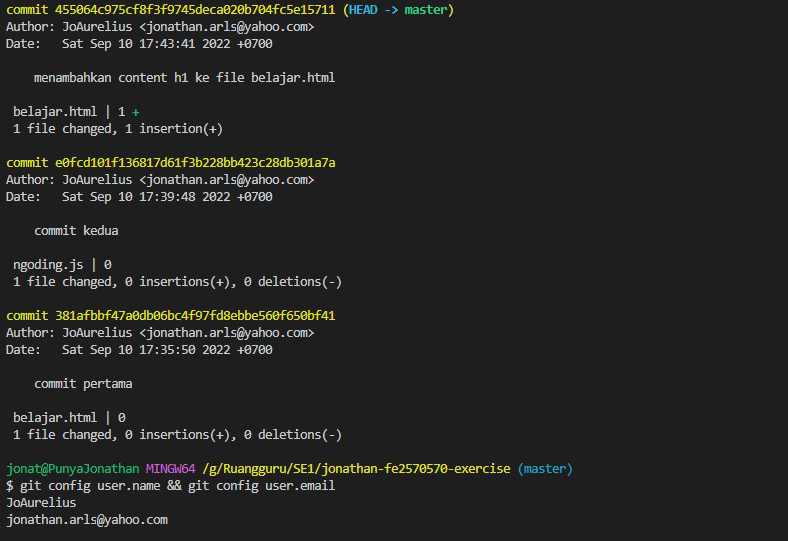 commit 455064c975cf8f3f9745deca020b704fc5e15711 (HEAD -> master)
Author: JoAurelius <jonathan.arls@yahoo.com>
Date:   Sat Sep 10 17:43:41 2022 +0700
menambahkan content h1 ke file belajar.html
belajar.html | 1 +
1 file changed, 1 insertion(+)
commit e0fcd101f136817d61f3b228bb423c28db301a7a
Author: JoAurelius <jonathan.arls@yahoo.com>
Date:   Sat Sep 10 17:39:48 2022 +0700
commit kedua
ngoding.js | 0
1 file changed, 0 insertions(+), 0 deletions(-)
commit 381afbbf47a0db06bc4f97fd8ebbe560f650bf41
Author: JoAurelius <jonathan.arls@yahoo.com>
Date:   Sat Sep 10 17:35:50 2022 +0700
commit pertama
belajar.html | 0
1 file changed, 0 insertions(+), 0 deletions(-)
jonat@PunyaJonathan MINGW64 /g/Ruangguru/SE1/jonathan-fe2570570-exercise (master)
$ git config user.name && git config user.email
JoAurelius
jonathan.arls@yahoo.com